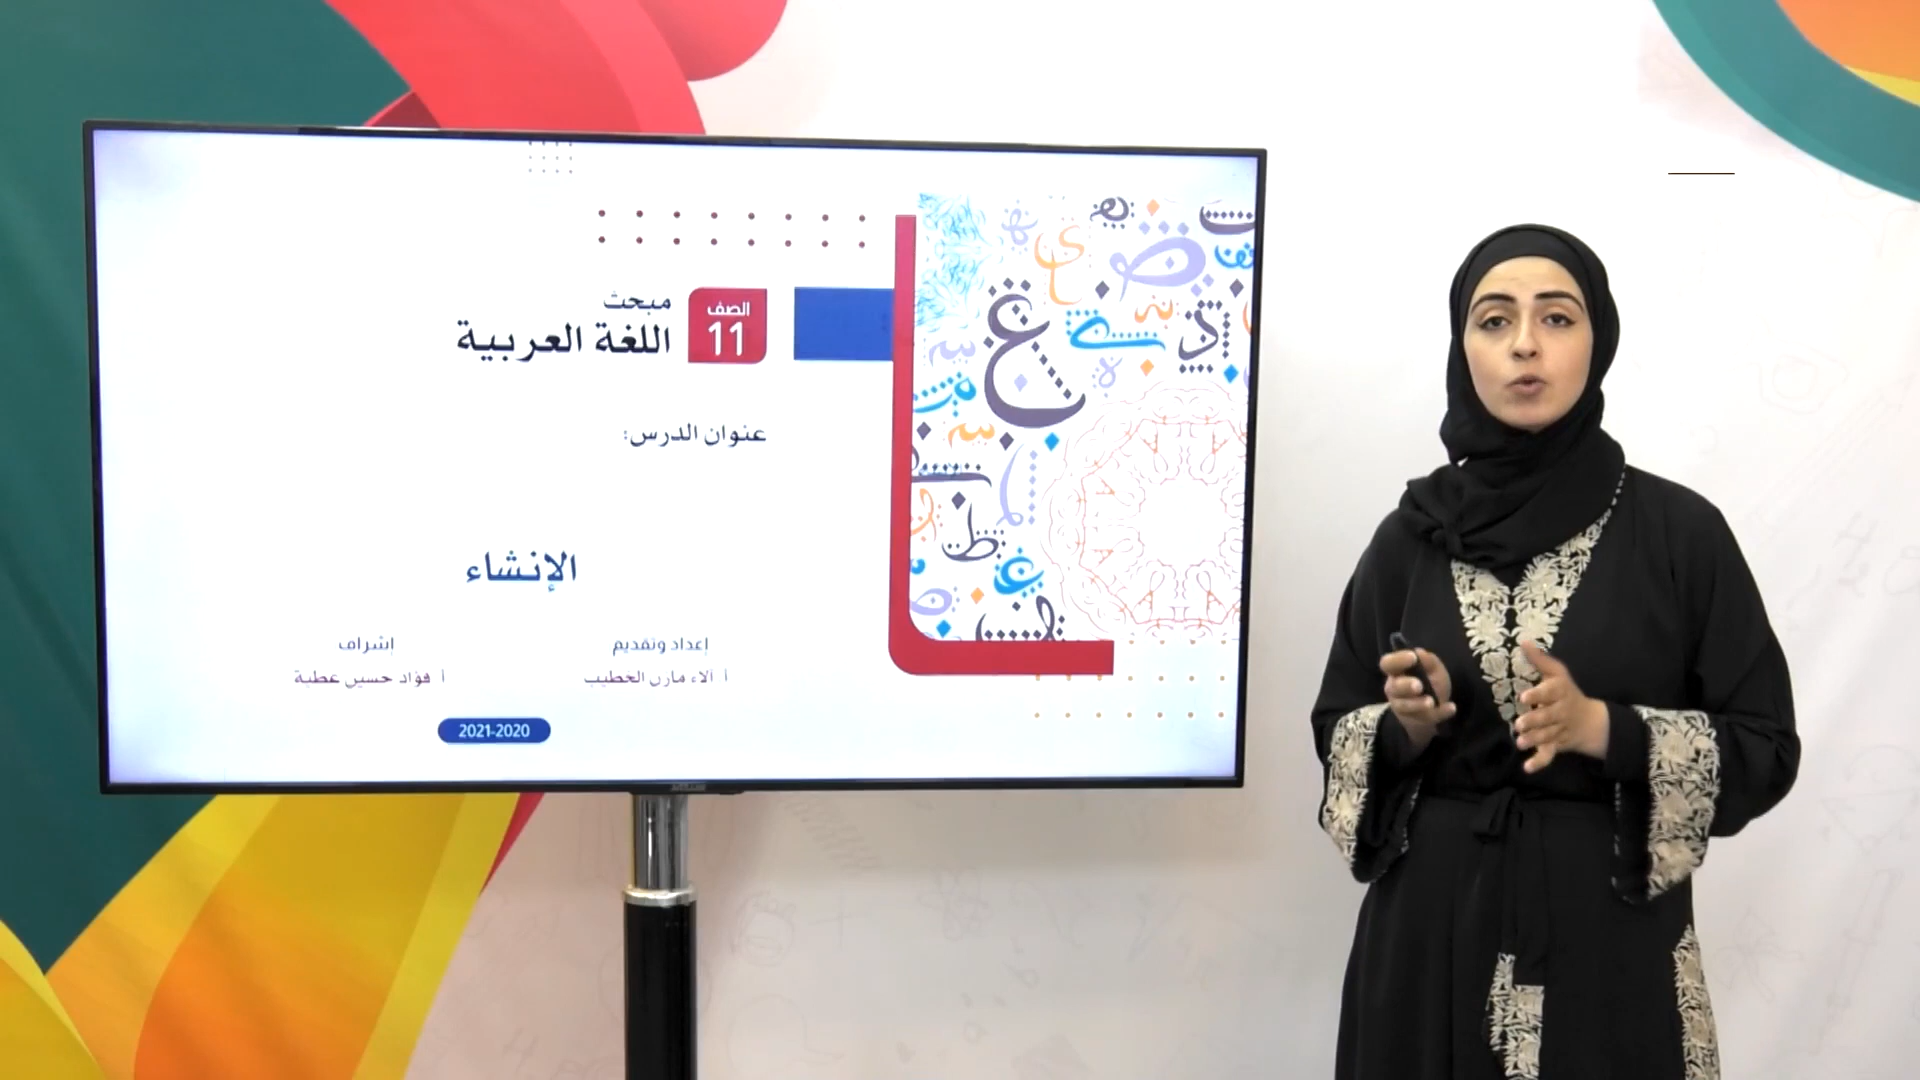 الصف
11
مبحث
اللغة العربية
عنوان الدرس:
الإنشاء
إعداد وتقديم
أ آلاء مازن الخطيب
إشراف
أ فؤاد حسين عطية
2021-2020